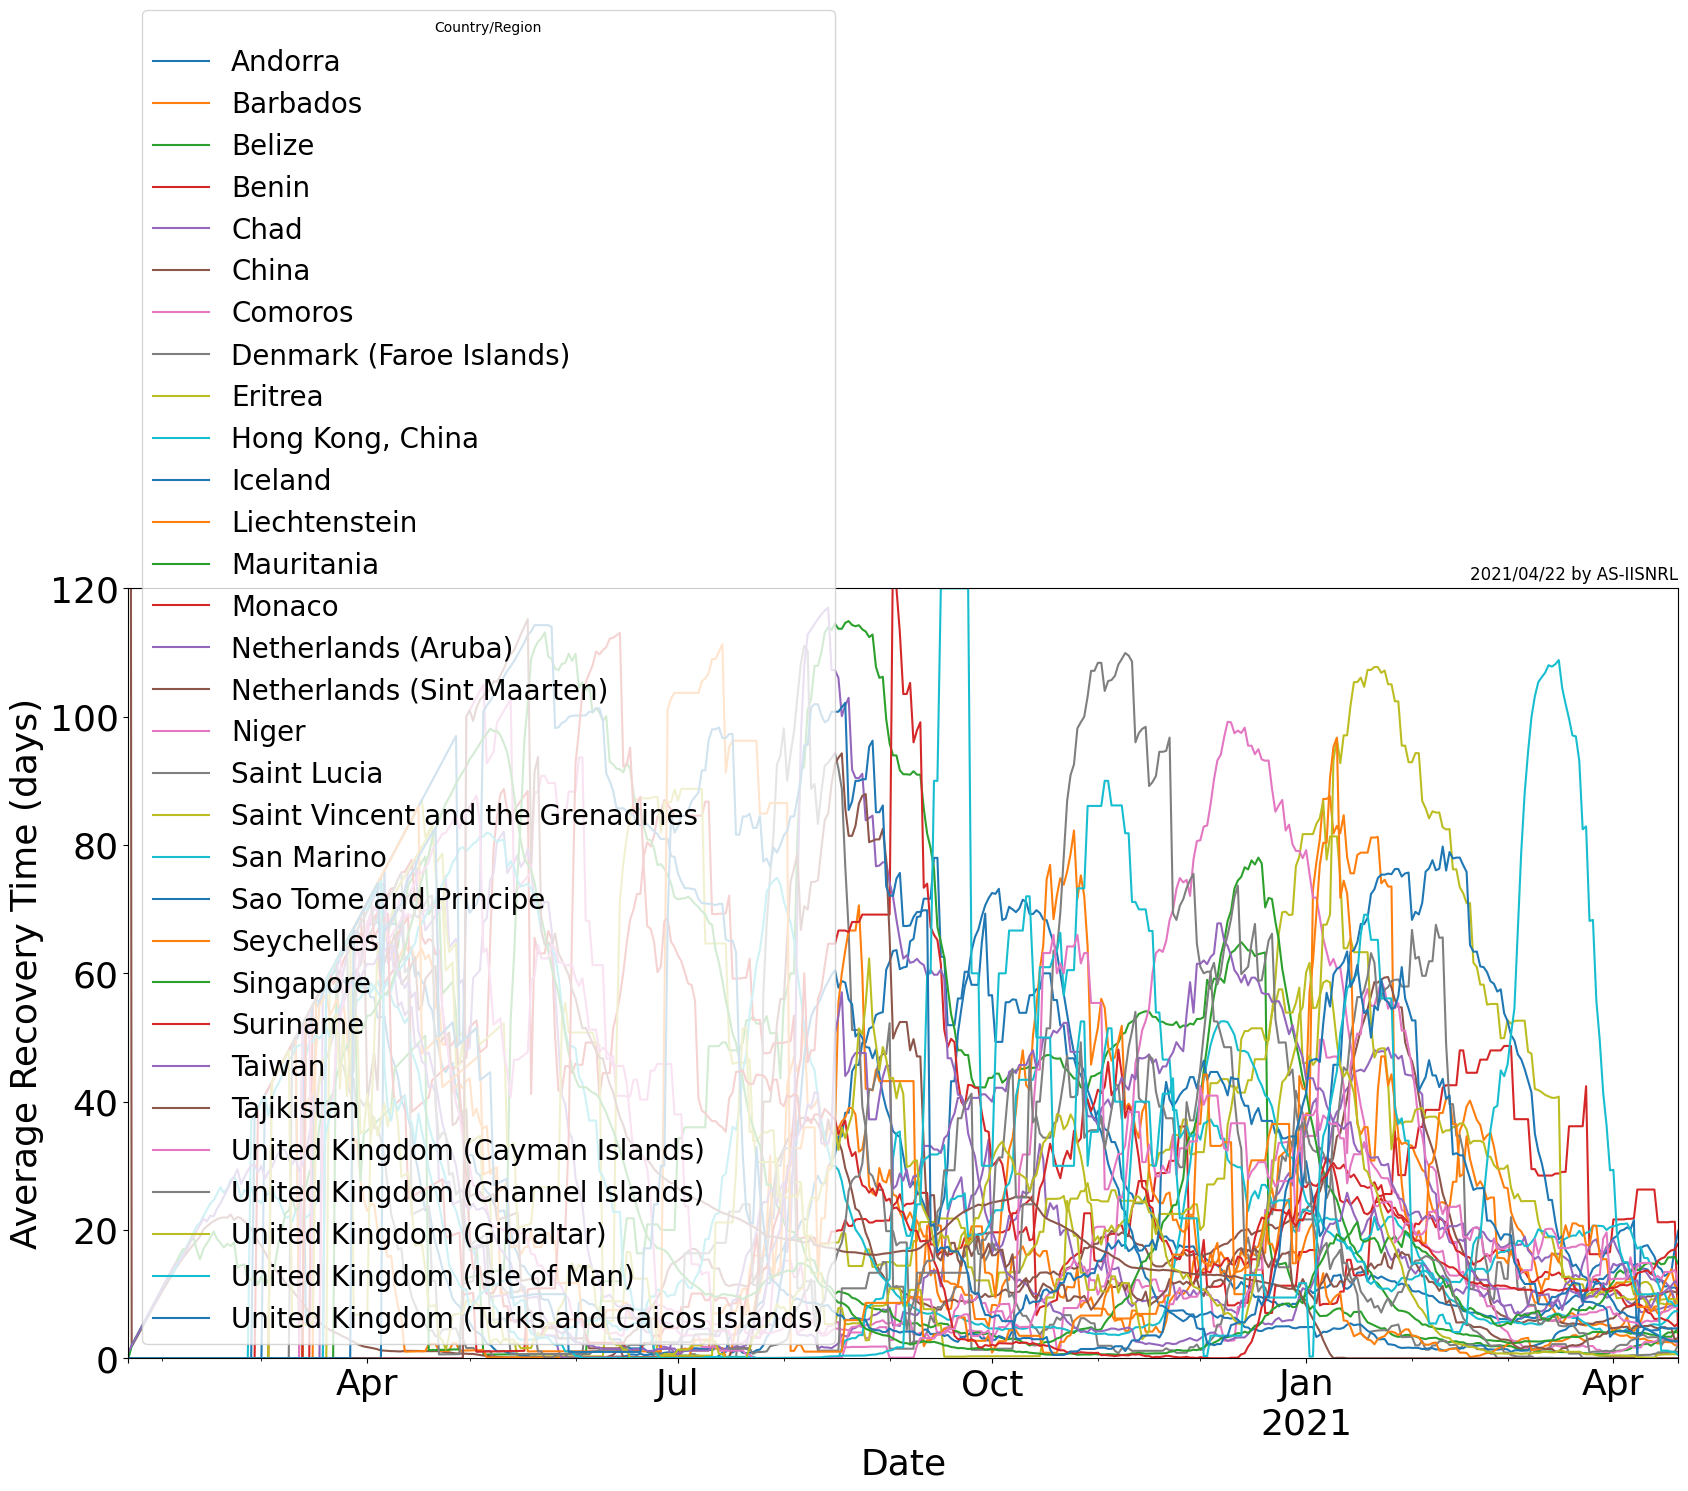 Country/Region
Andorra
Barbados
Belize
Benin
Chad
China
Comoros
Denmark (Faroe Islands)
Eritrea
Hong Kong, China
Iceland
Liechtenstein
Mauritania
Monaco
Netherlands (Aruba)
Netherlands (Sint Maarten)
Niger
Saint Lucia
Saint Vincent and the Grenadines
San Marino
Sao Tome and Principe
Seychelles
Singapore
Suriname
Taiwan
Tajikistan
United Kingdom (Cayman Islands)
United Kingdom (Channel Islands)
United Kingdom (Gibraltar)
United Kingdom (Isle of Man)
United Kingdom (Turks and Caicos Islands)
2021/04/22 by AS-IISNRL
Average Recovery Time (days)
120
100
80
60
40
20
0
Apr Jul Oct Jan Apr
2021
Date